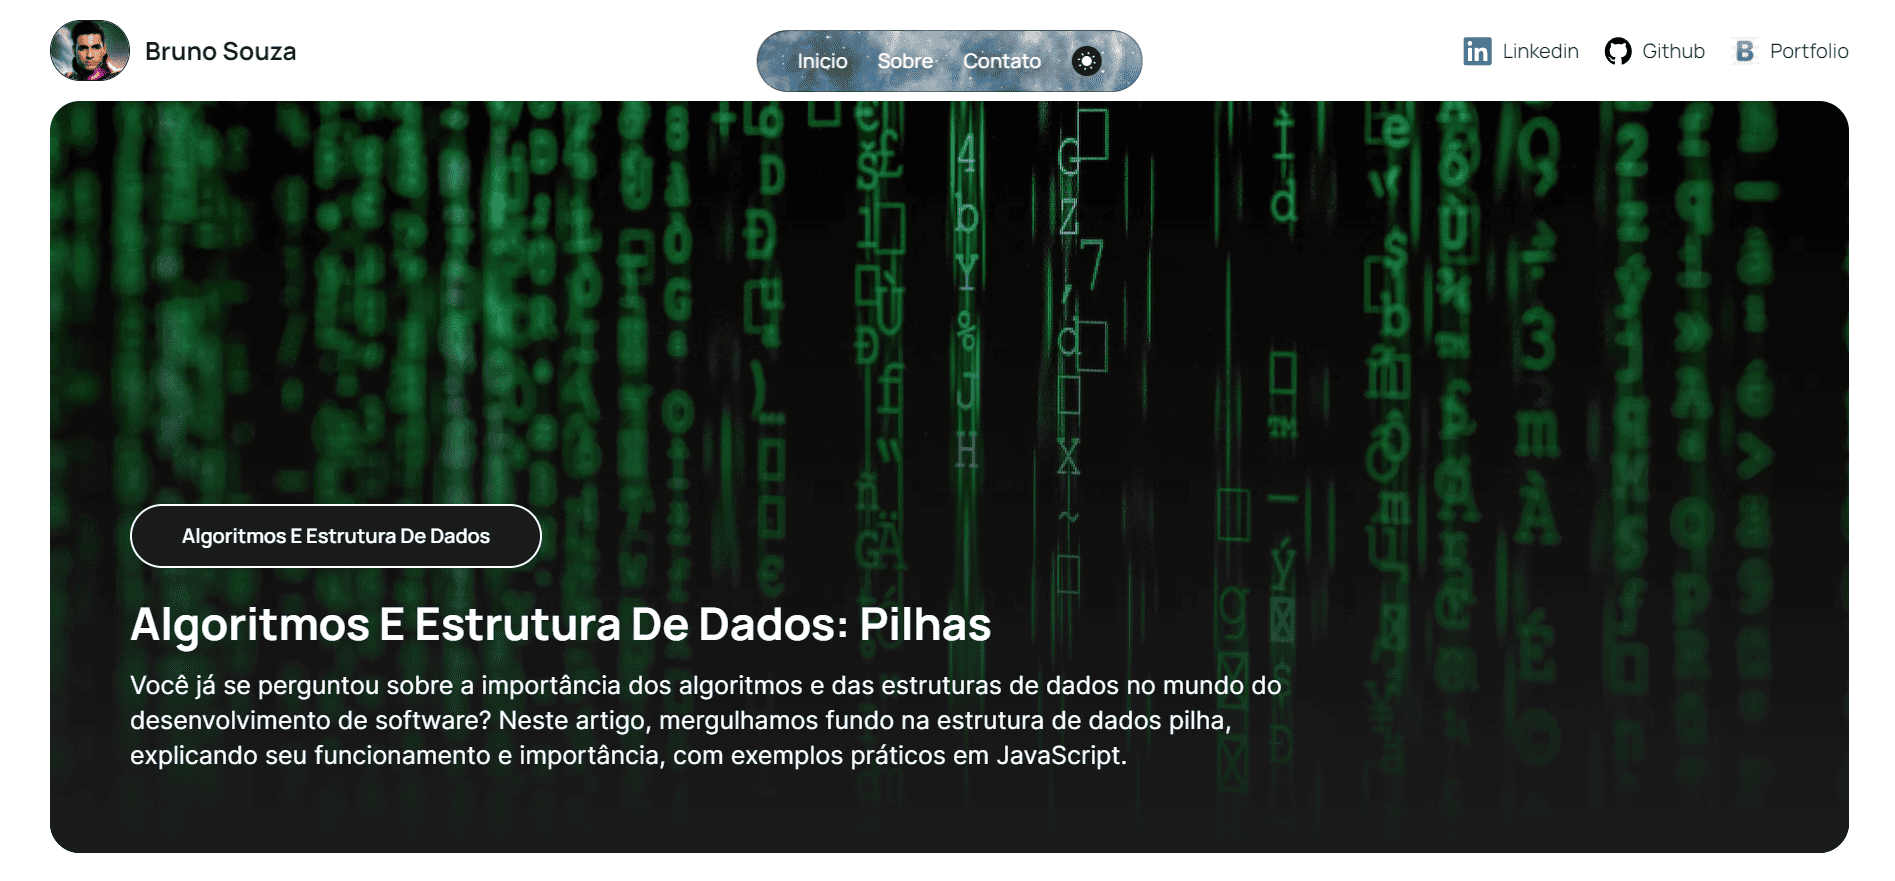 Bruno Souza
Inicio
Sobre
Contato
Linkedin
Github
Portfolio
Algoritmos E Estrutura De Dados
Algoritmos E Estrutura De Dados: Pilhas
Você já se perguntou sobre a importância dos algoritmos e das estruturas de dados no mundo do
desenvolvimento de software? Neste artigo, mergulhamos fundo na estrutura de dados pilha,
explicando seu funcionamento e importância, com exemplos práticos em JavaScript.